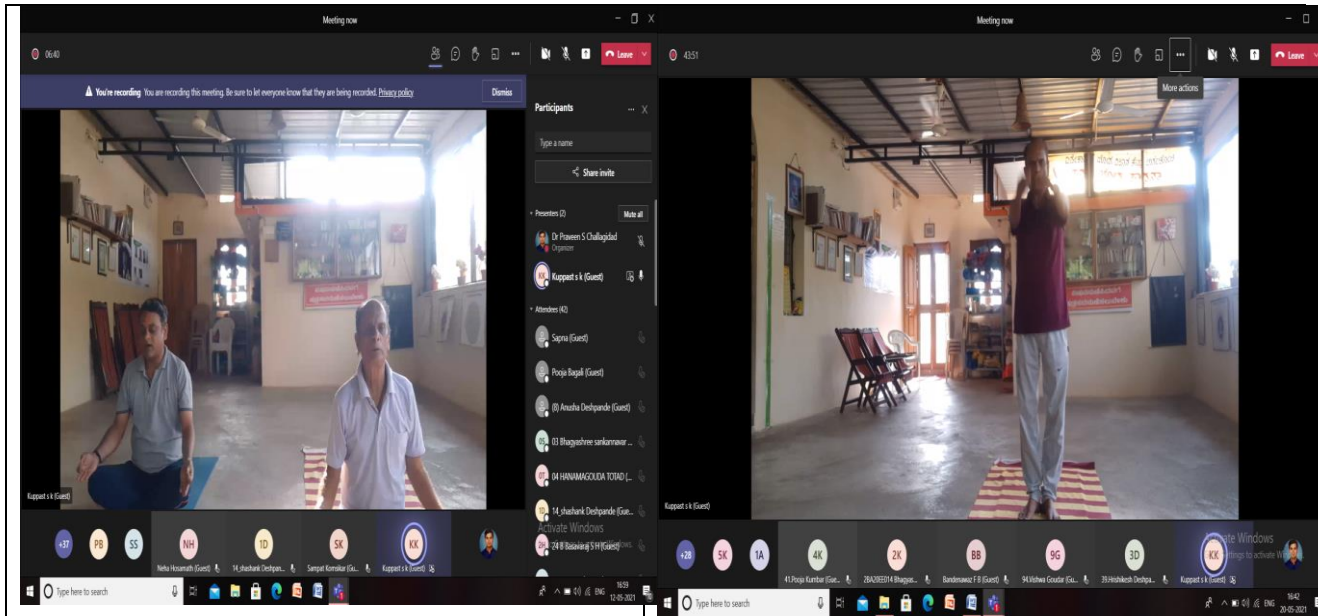 Meeting now
06:40
Leave
You're recording You are recording this meeting. Be sure to let everyone know that they are being recorded. Privacy policy
Dismiss
Participants
Type a name
Share invite
Presenters (2)
Mute all
Dr Praveen S Challagidad
Organizer
KK
Kuppast s k (Guest)
Attendees (42)
Sapna (Guest)
Pooja Bagali (Guest)
(8) Anusha Deshpande (Guest)
03 Bhagyashree sankannavar ...
04 HANAMAGOUDA TOTAD (...
14_shashank Deshpande (Gue...
Activate Windows
24 B Basavaraj S H (Guest)
Kuppast s k (Guest)
+37
PB
SS
NH
1D
SK
KK
Neha Hosamath (Guest)
14_shashank Deshpan...
Sampat Kornolkar (Gu...
Kuppast s k (Guest)
Type here to search
ENG
16:59
12-05-2021
Meeting now
43:51
Leave
More actions
Kuppast s k (Guest)
+28
5K
1A
4K
2K
BB
9G
3D
KK
Activate Windows
41.Pooja Kumbar (Gue...
2BA20EE014 Bhagyas...
Bandenawaz F B (Guest)
94.Vishwa Goudar (Gu...
39.Hrishikesh Deshpa...
Kuppast s k (Guest)
Type here to search
ENG
16:42
20-05-2021